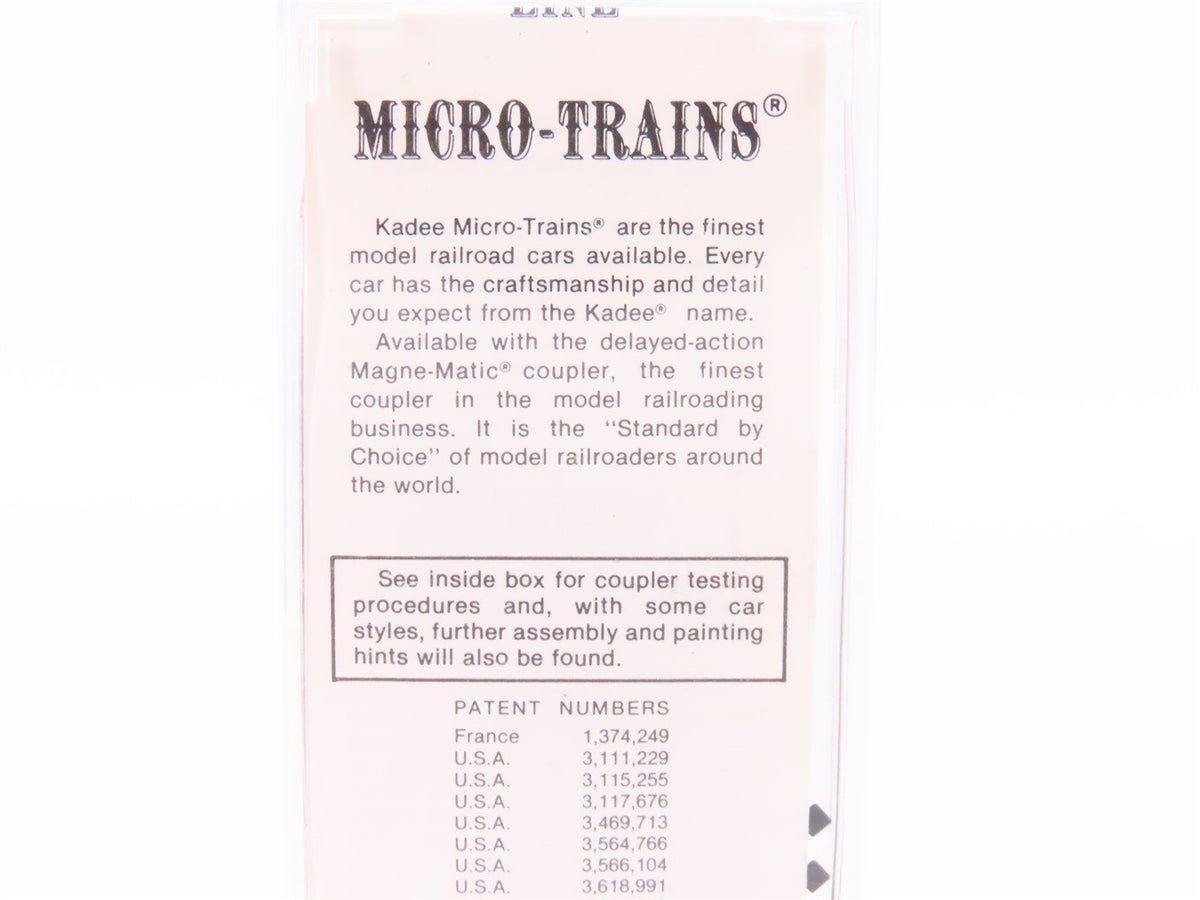 LINE
MICRO-TRAINS®
Kadee Micro-Trains® are the finest
model railroad cars available. Every
car has the craftsmanship and detail
you expect from the Kadee® name.
Available with the delayed-action
Magne-Matic® coupler, the finest
coupler in the model railroading
business. It is the “Standard by
Choice” of model railroaders around
the world.
See inside box for coupler testing
procedures and, with some car
styles, further assembly and painting
hints will also be found.
PATENT NUMBERS
France 1,374,249
U.S.A. 3,111,229
U.S.A. 3,115,255
U.S.A. 3,117,676
U.S.A. 3,469,713
U.S.A. 3,564,766
U.S.A. 3,566,104
U.S.A. 3,618,991